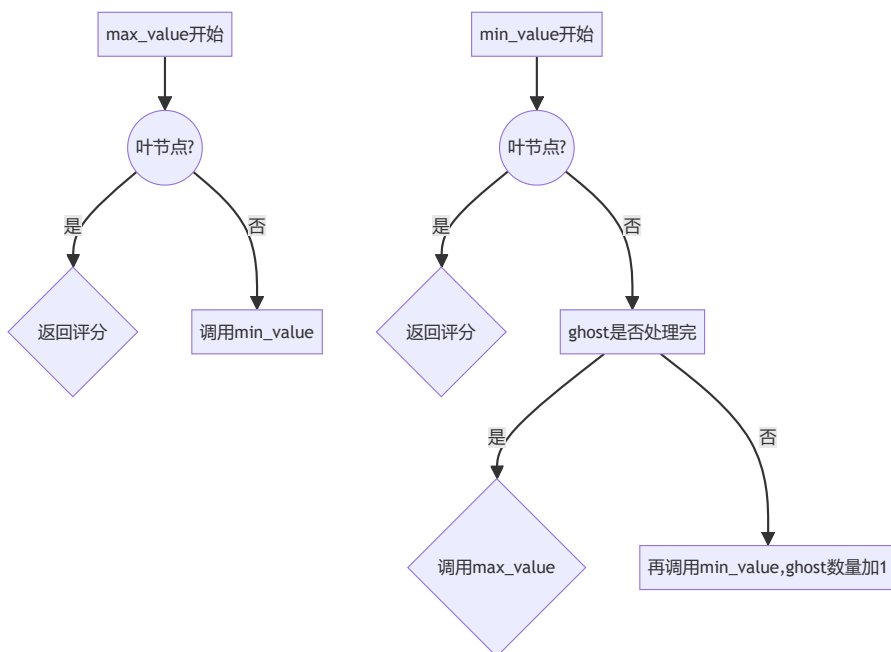 max_value开始
min_value开始
叶节点?
叶节点?
是
否
是
否
返回评分
调用min_value
返回评分
ghost是否处理完
是
否
调用max_value
再调用min_value,ghost数量加1